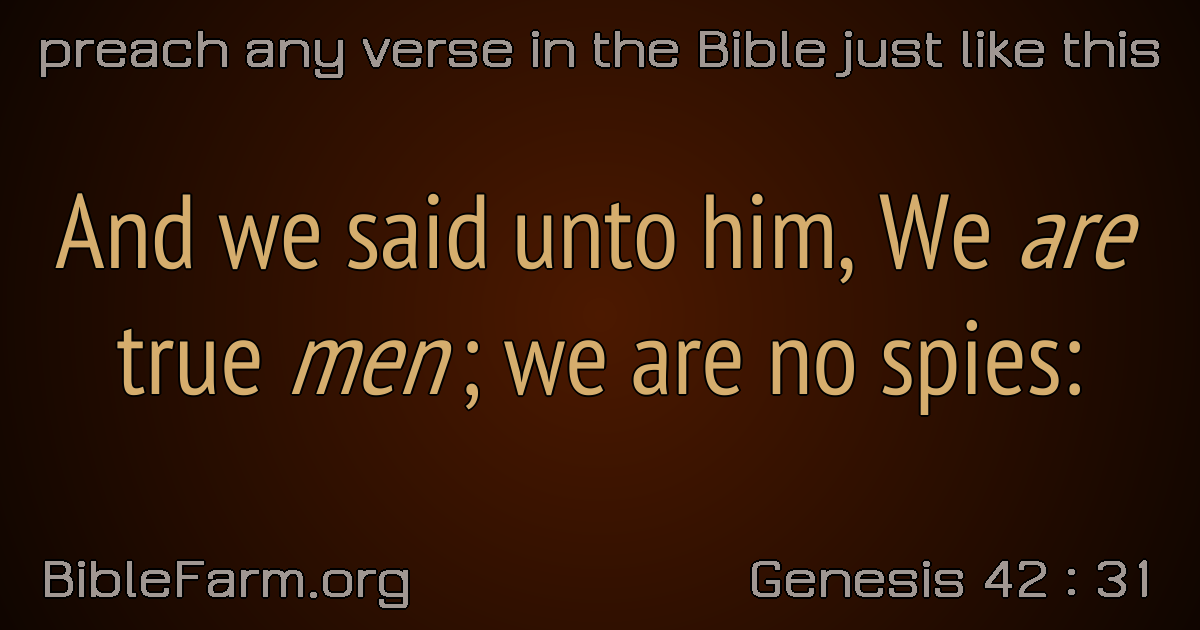 preach any verse in the Bible just like this
And we said unto him, We are
true men; we are no spies:
BibleFarm.org
Genesis 42 : 31